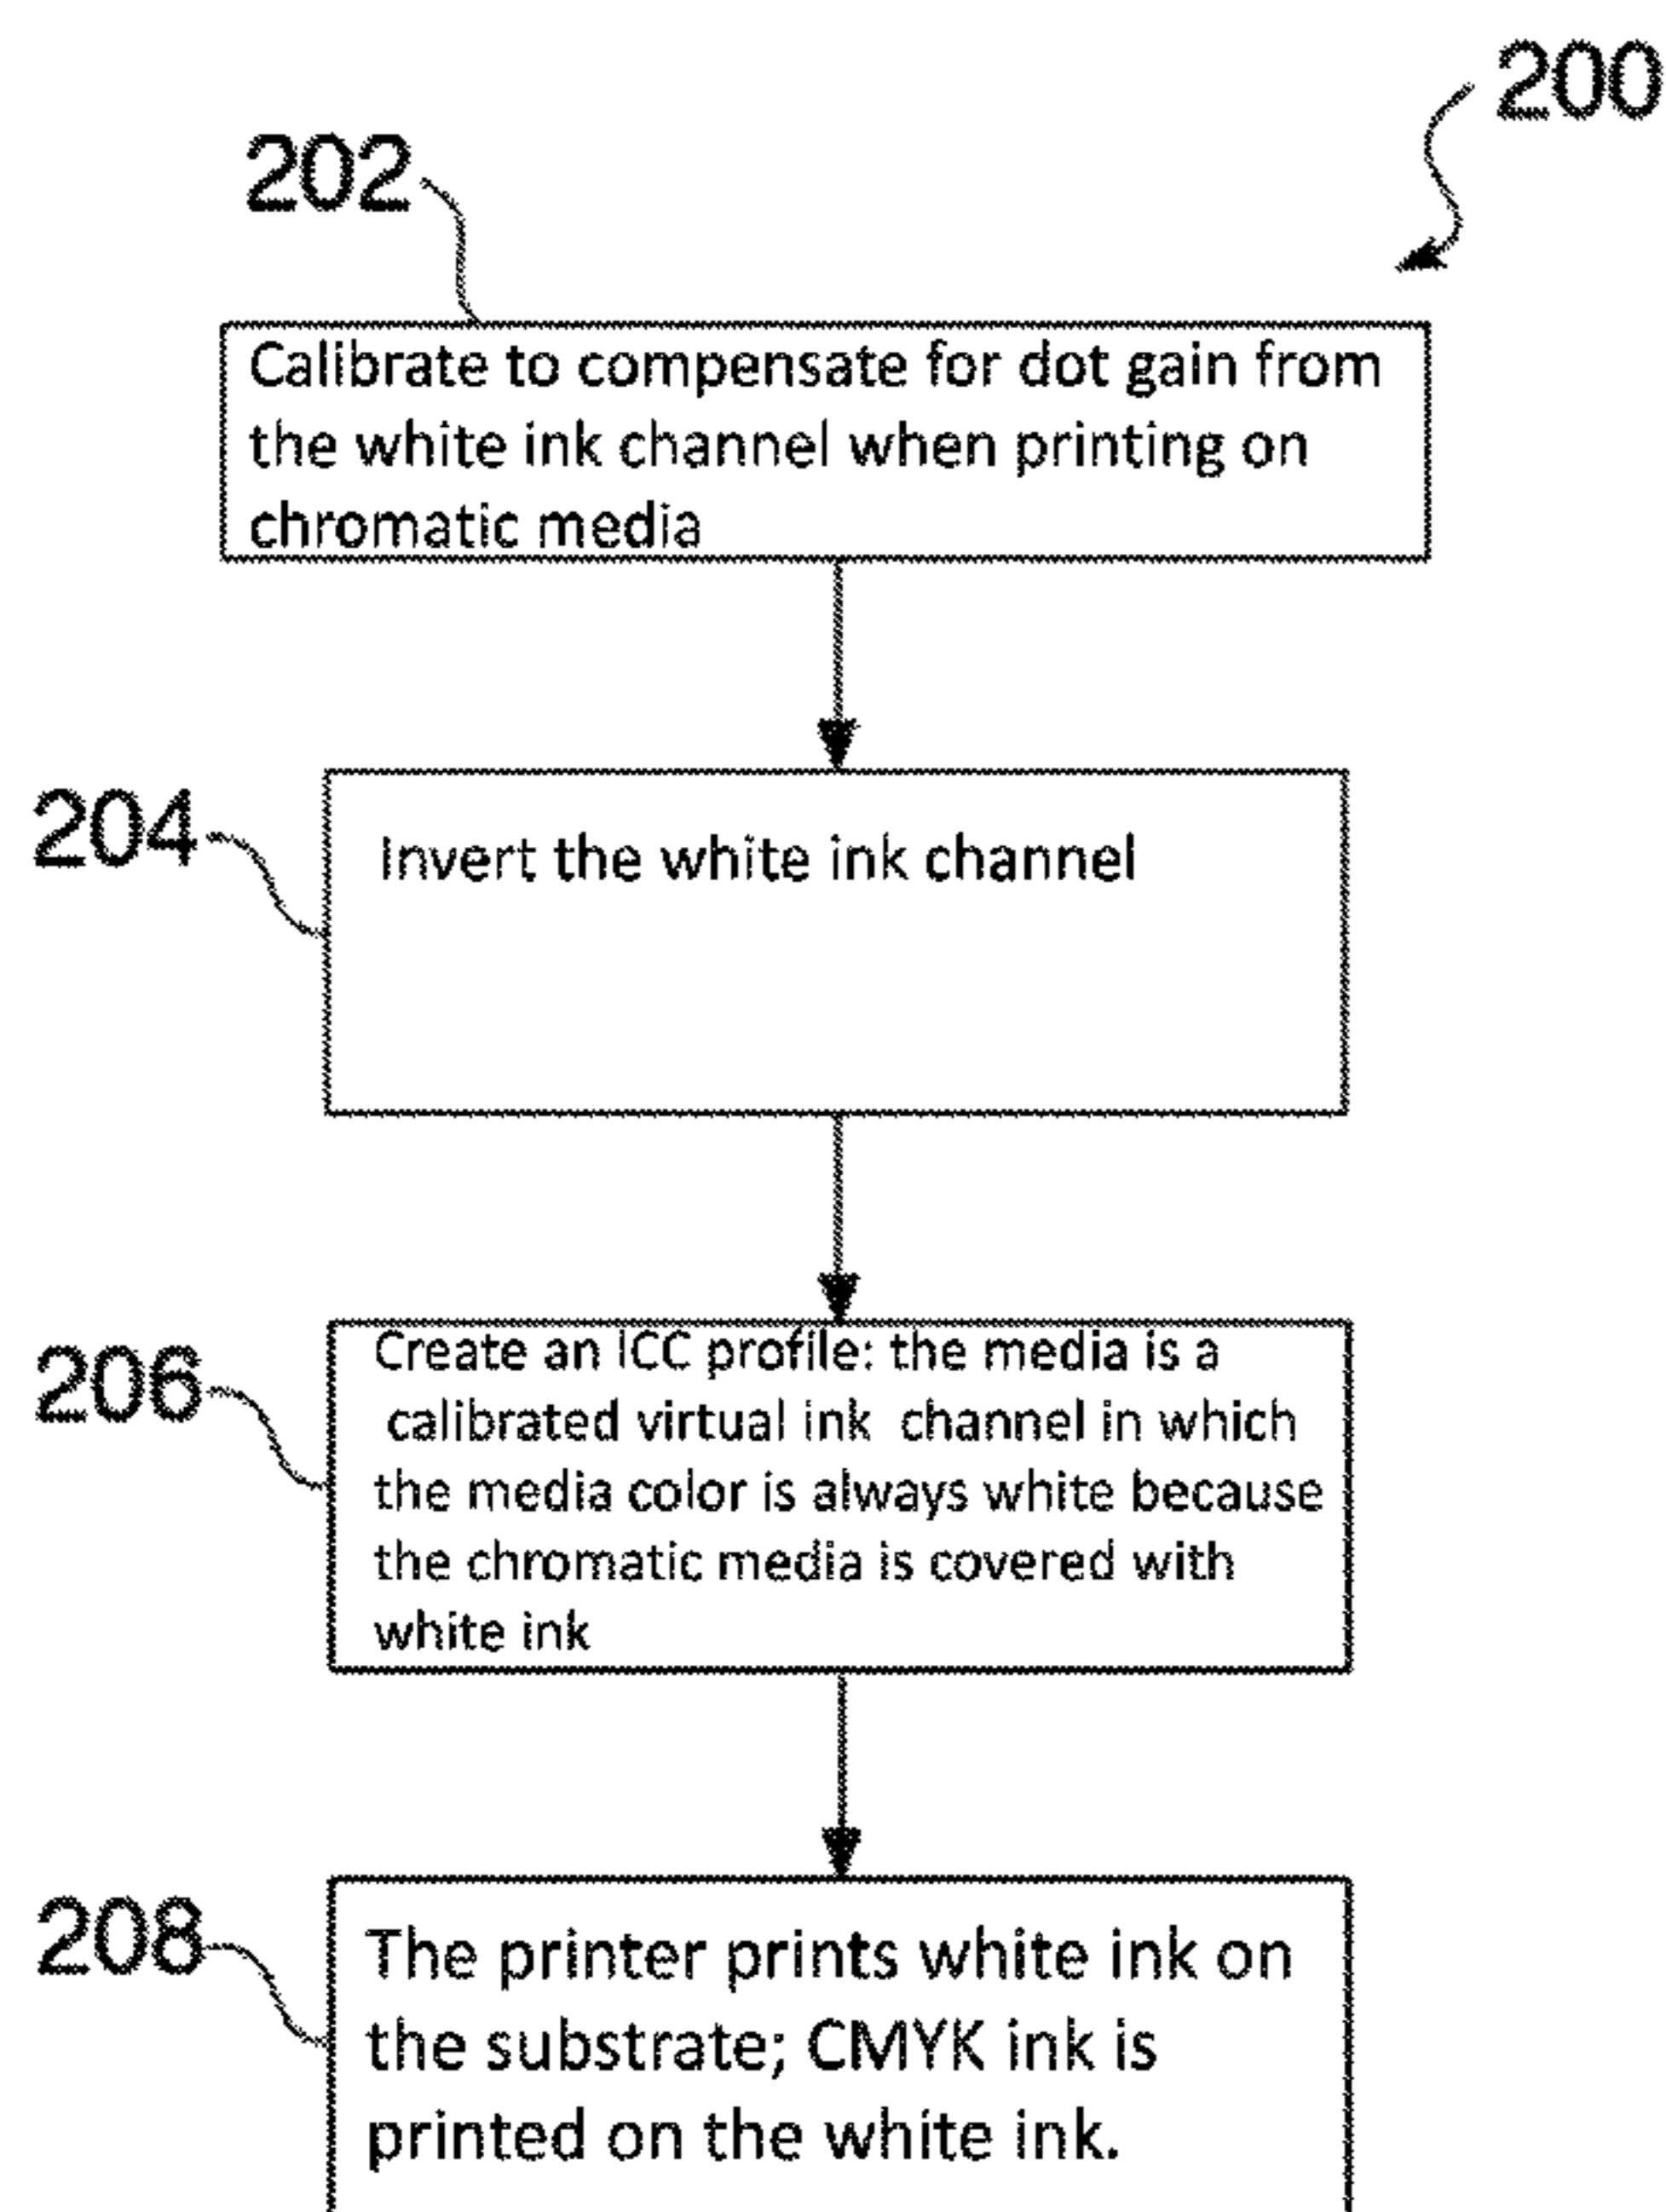 200
202
Calibrate to compensate for dot gain from
the white ink channel when printing on
chromatic media
204
Invert the white ink channel
206
Create an ICC profile: the media is a
calibrated virtual ink channel in which
the media color is always white because
the chromatic media is covered with
white ink
208
The printer prints white ink on
the substrate; CMYK ink is
printed on the white ink.